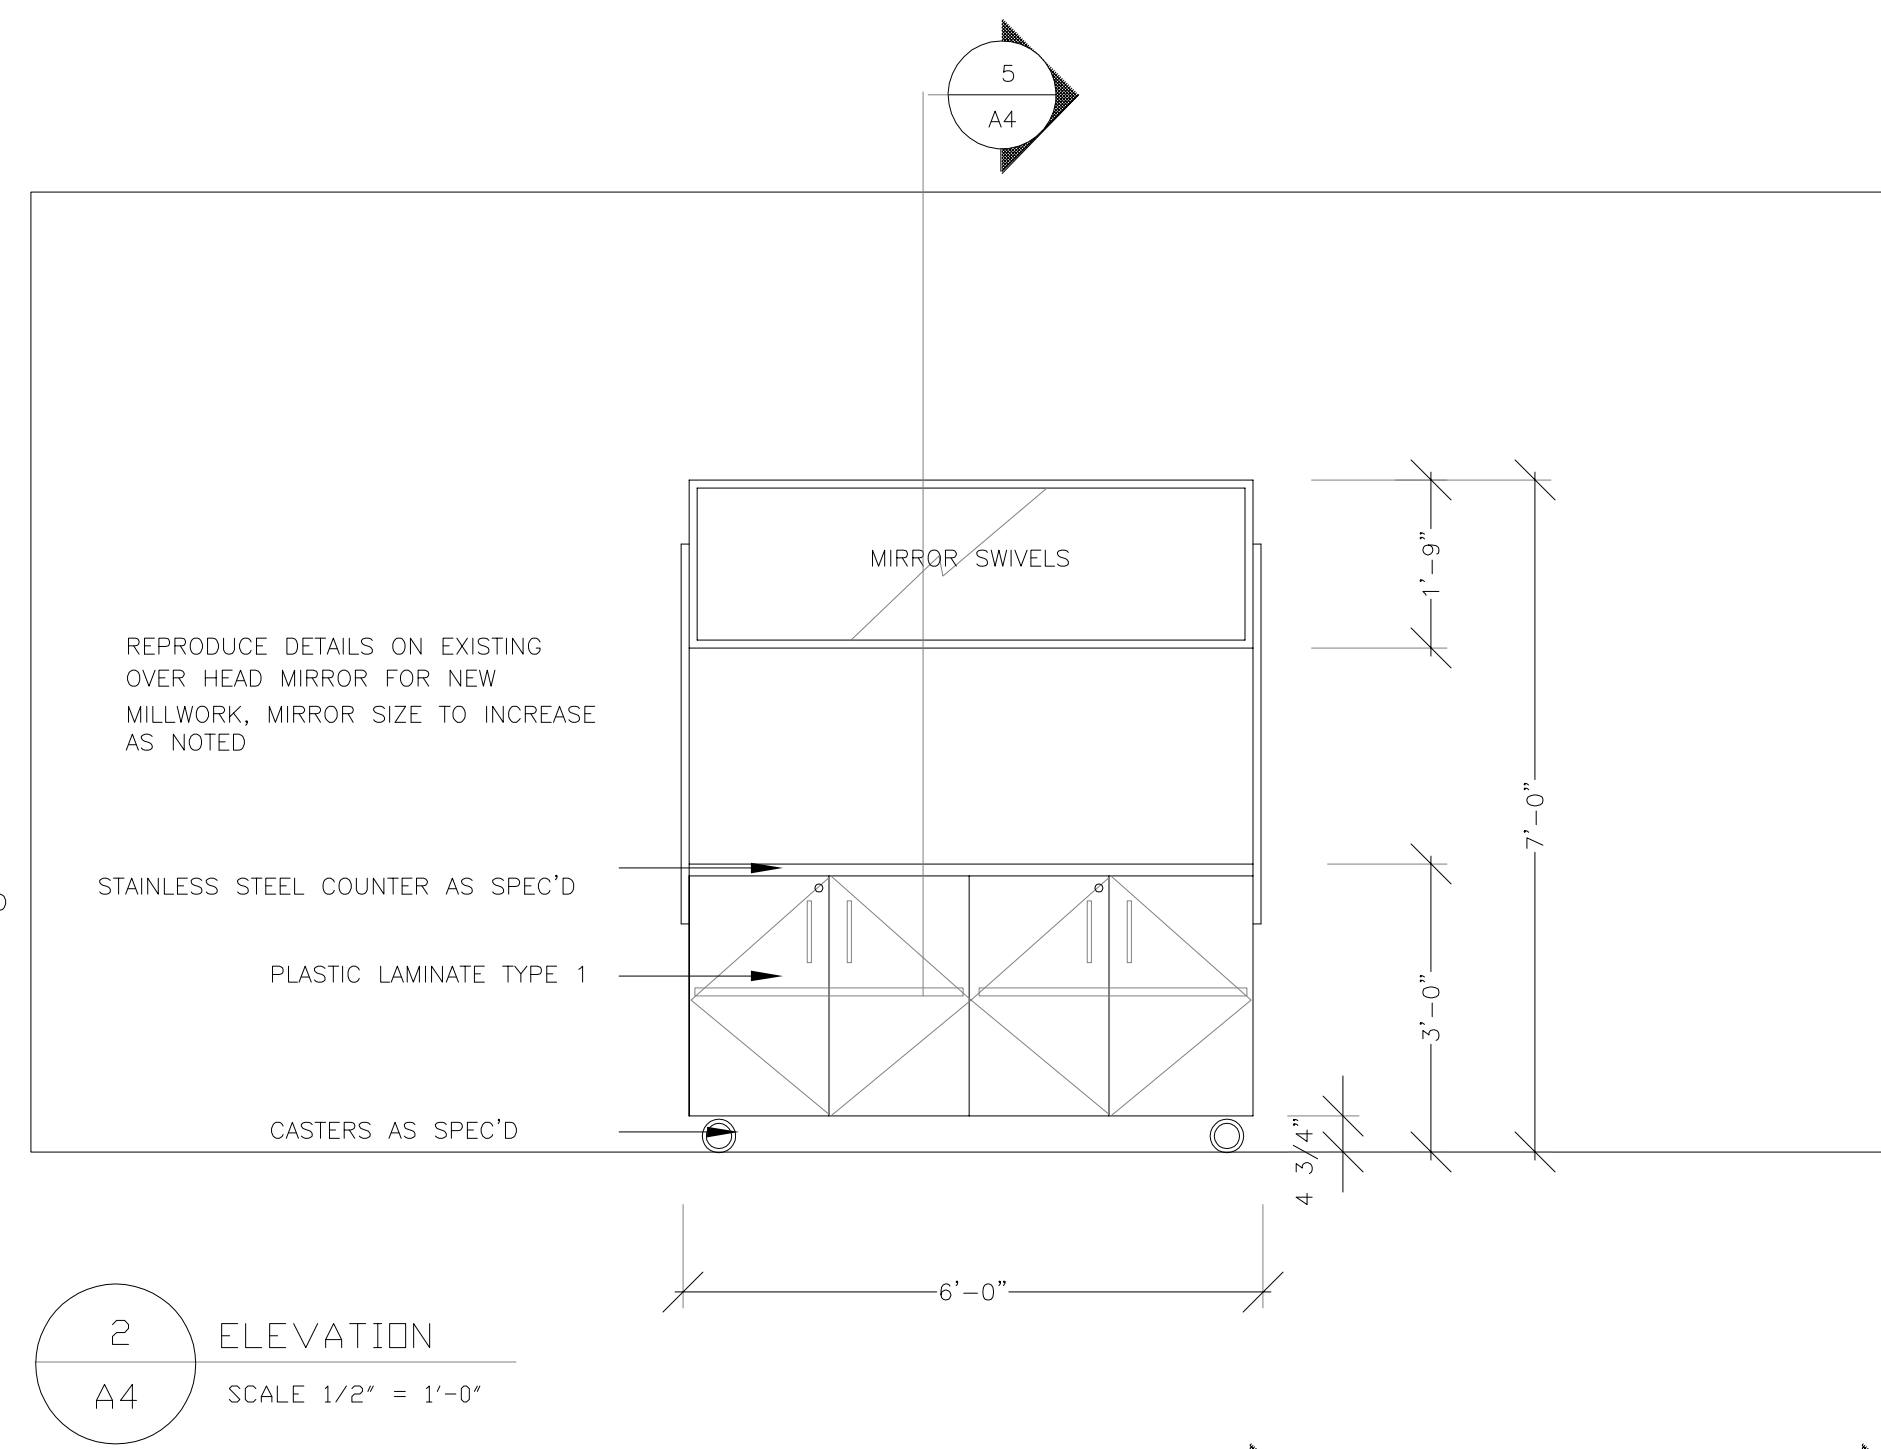 5
A4
MIRROR SWIVELS
1'-9"
REPRODUCE DETAILS ON EXISTING
OVER HEAD MIRROR FOR NEW
MILLWORK, MIRROR SIZE TO INCREASE
AS NOTED
7'-0"
STAINLESS STEEL COUNTER AS SPEC'D
PLASTIC LAMINATE TYPE 1
3'-0"
CASTERS AS SPEC'D
4 3/4"
6'-0"
2
A4
ELEVATION
SCALE 1/2" = 1'-0"